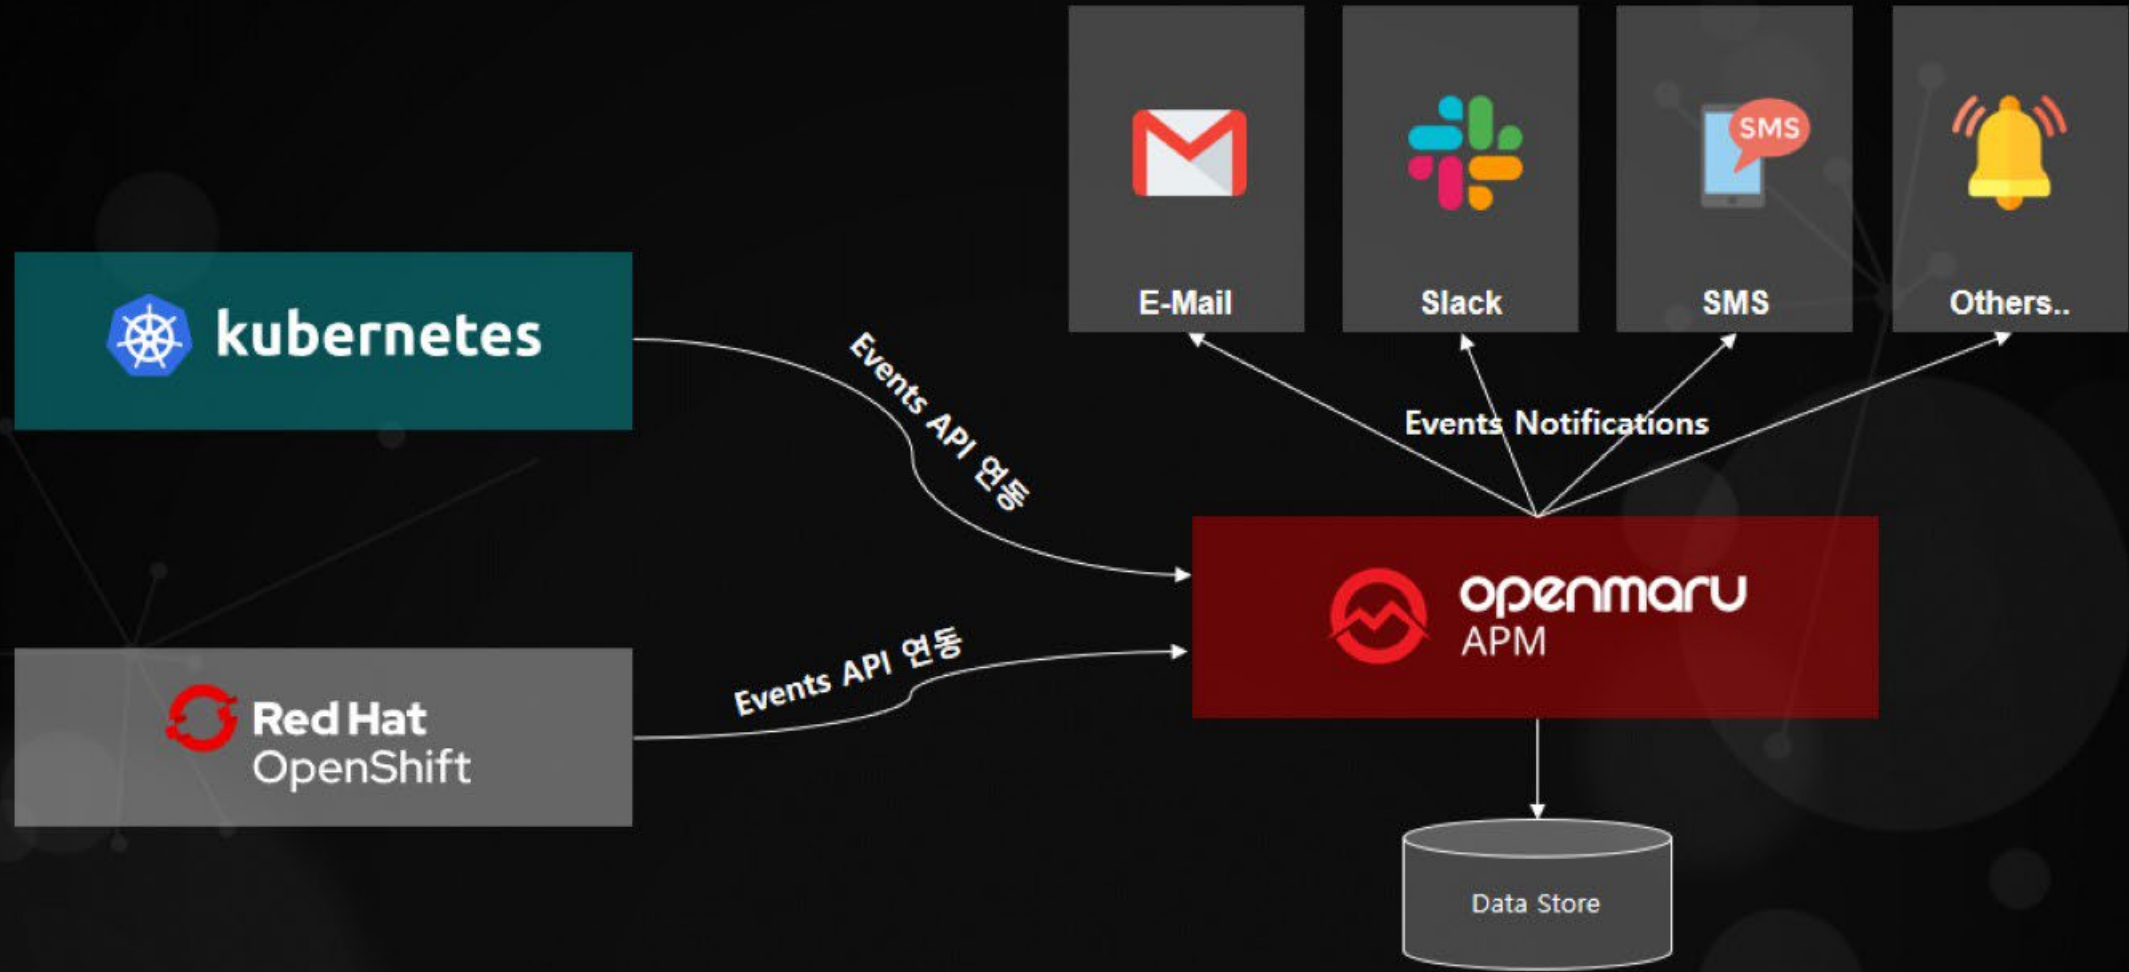 SMS
E-Mail
Slack
SMS
Others..
kubernetes
Events API 연동
Events Notifications
openmaru
APM
Events API 연동
Red Hat
OpenShift
Data Store